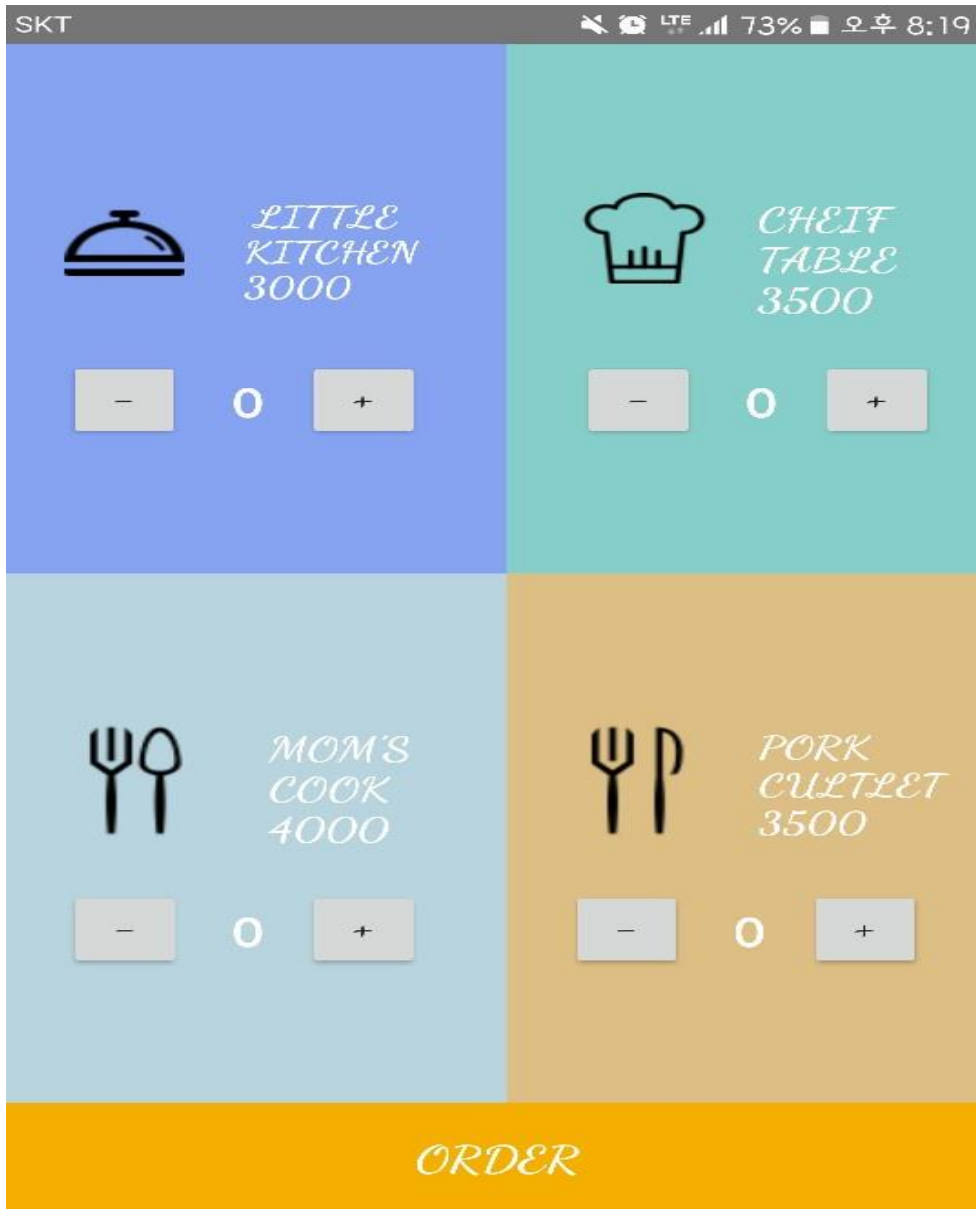 SKT LTE 73% 오후 8:19
LITTLE
KITCHEN
3000
- 0 +
CHEIF
TABLE
3500
- 0 +
MOM'S
COOK
4000
- 0 +
PORK
CULTLET
3500
- 0 +
ORDER